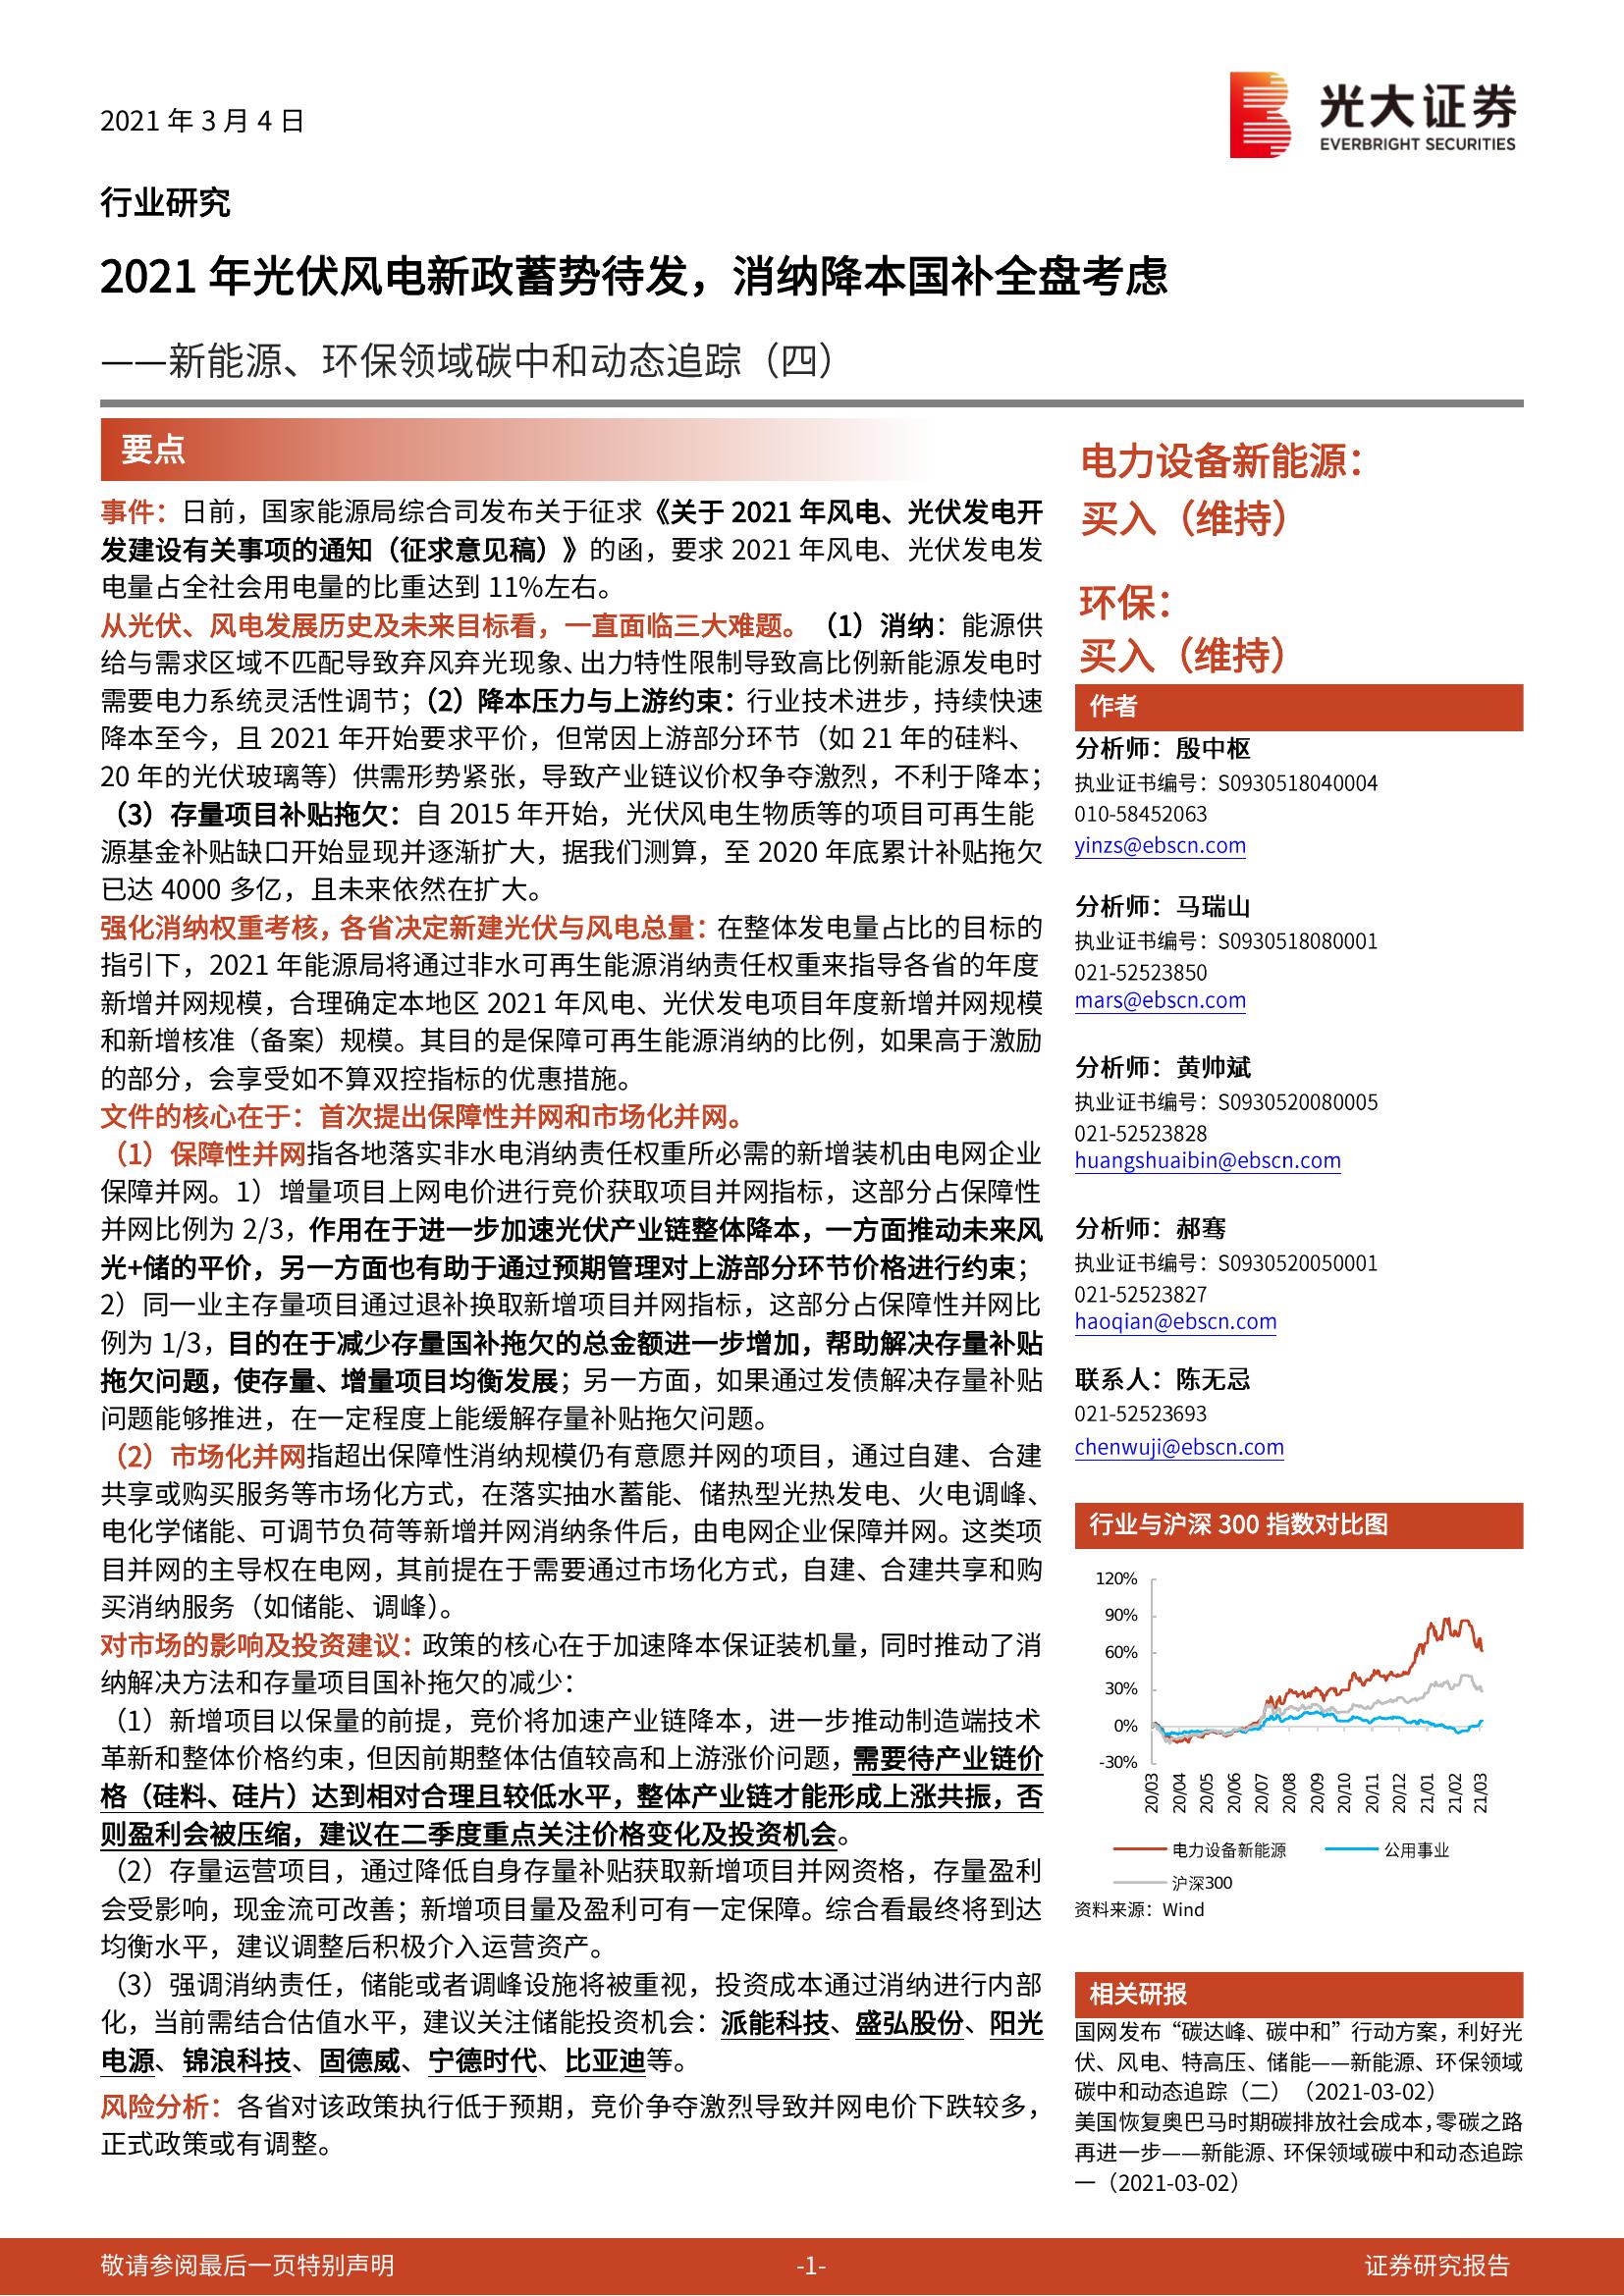 2021 年 3 月 4 日
光大证券
EVERBRIGHT SECURITIES
行业研究
2021 年光伏风电新政蓄势待发，消纳降本国补全盘考虑
——新能源、环保领域碳中和动态追踪（四）
要点
事件：日前，国家能源局综合司发布关于征求《关于 2021 年风电、光伏发电开
发建设有关事项的通知（征求意见稿）》的函，要求 2021 年风电、光伏发电发
电量占全社会用电量的比重达到 11%左右。
从光伏、风电发展历史及未来目标看，一直面临三大难题。（1）消纳：能源供
给与需求区域不匹配导致弃风弃光现象、出力特性限制导致高比例新能源发电时
需要电力系统灵活性调节；（2）降本压力与上游约束：行业技术进步，持续快速
降本至今，且 2021 年开始要求平价，但常因上游部分环节（如 21 年的硅料、
20 年的光伏玻璃等）供需形势紧张，导致产业链议价权争夺激烈，不利于降本；
（3）存量项目补贴拖欠：自 2015 年开始，光伏风电生物质等的项目可再生能
源基金补贴缺口开始显现并逐渐扩大，据我们测算，至 2020 年底累计补贴拖欠
已达 4000 多亿，且未来依然在扩大。
强化消纳权重考核，各省决定新建光伏与风电总量：在整体发电量占比的目标的
指引下，2021 年能源局将通过非水可再生能源消纳责任权重来指导各省的年度
新增并网规模，合理确定本地区 2021 年风电、光伏发电项目年度新增并网规模
和新增核准（备案）规模。其目的是保障可再生能源消纳的比例，如果高于激励
的部分，会享受如不算双控指标的优惠措施。
文件的核心在于：首次提出保障性并网和市场化并网。
（1）保障性并网指各地落实非水电消纳责任权重所必需的新增装机由电网企业
保障并网。1）增量项目上网电价进行竞价获取项目并网指标，这部分占保障性
并网比例为 2/3，作用在于进一步加速光伏产业链整体降本，一方面推动未来风
光+储的平价，另一方面也有助于通过预期管理对上游部分环节价格进行约束；
2）同一业主存量项目通过退补换取新增项目并网指标，这部分占保障性并网比
例为 1/3，目的在于减少存量国补拖欠的总金额进一步增加，帮助解决存量补贴
拖欠问题，使存量、增量项目均衡发展；另一方面，如果通过发债解决存量补贴
问题能够推进，在一定程度上能缓解存量补贴拖欠问题。
（2）市场化并网指超出保障性消纳规模仍有意愿并网的项目，通过自建、合建
共享或购买服务等市场化方式，在落实抽水蓄能、储热型光热发电、火电调峰、
电化学储能、可调节负荷等新增并网消纳条件后，由电网企业保障并网。这类项
目并网的主导权在电网，其前提在于需要通过市场化方式，自建、合建共享和购
买消纳服务（如储能、调峰）。
对市场的影响及投资建议：政策的核心在于加速降本保证装机量，同时推动了消
纳解决方法和存量项目国补拖欠的减少：
（1）新增项目以保量的前提，竞价将加速产业链降本，进一步推动制造端技术
革新和整体价格约束，但因前期整体估值较高和上游涨价问题，需要待产业链价
格（硅料、硅片）达到相对合理且较低水平，整体产业链才能形成上涨共振，否
则盈利会被压缩，建议在二季度重点关注价格变化及投资机会。
（2）存量运营项目，通过降低自身存量补贴获取新增项目并网资格，存量盈利
会受影响，现金流可改善；新增项目量及盈利可有一定保障。综合看最终将到达
均衡水平，建议调整后积极介入运营资产。
（3）强调消纳责任，储能或者调峰设施将被重视，投资成本通过消纳进行内部
化，当前需结合估值水平，建议关注储能投资机会：派能科技、盛弘股份、阳光
电源、锦浪科技、固德威、宁德时代、比亚迪等。
风险分析：各省对该政策执行低于预期，竞价争夺激烈导致并网电价下跌较多，
正式政策或有调整。
电力设备新能源：
买入（维持）
环保：
买入（维持）
作者
分析师：殷中枢
执业证书编号：S0930518040004
010-58452063
yinzs@ebscn.com
分析师：马瑞山
执业证书编号：S0930518080001
021-52523850
mars@ebscn.com
分析师：黄帅斌
执业证书编号：S0930520080005
021-52523828
huangshuaibin@ebscn.com
分析师：郝骞
执业证书编号：S0930520050001
021-52523827
haoqian@ebscn.com
联系人：陈无忌
021-52523693
chenwuji@ebscn.com
行业与沪深 300 指数对比图
120%
90%
60%
30%
0%
-30%
20/03 20/04 20/05 20/06 20/07 20/08 20/09 20/10 20/11 20/12 21/01 21/02 21/03
电力设备新能源 公用事业
沪深300
资料来源：Wind
相关研报
国网发布“碳达峰、碳中和”行动方案，利好光
伏、风电、特高压、储能——新能源、环保领域
碳中和动态追踪（二）（2021-03-02）
美国恢复奥巴马时期碳排放社会成本，零碳之路
再进一步——新能源、环保领域碳中和动态追踪
一（2021-03-02）
敬请参阅最后一页特别声明 -1- 证券研究报告